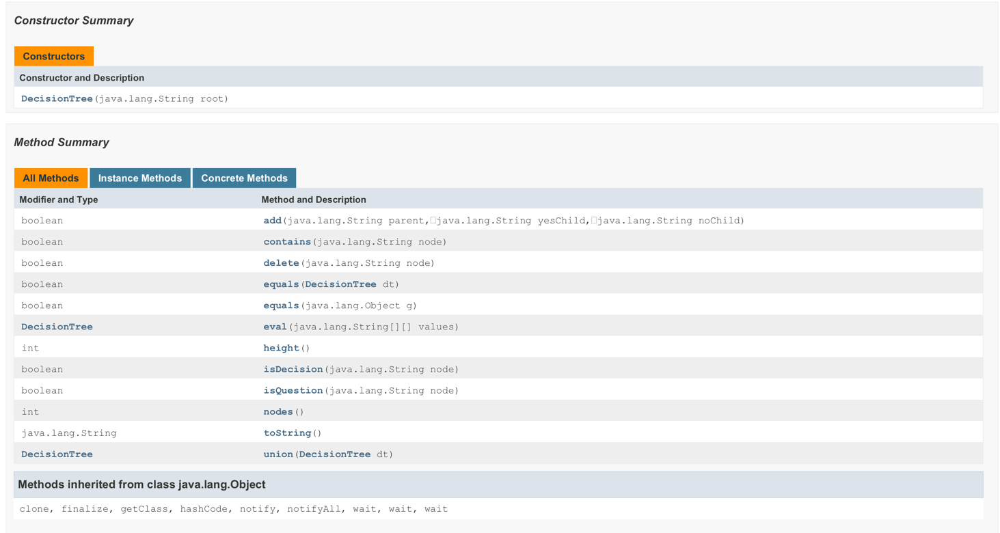 Constructor Summary
Constructors
Constructor and Description
DecisionTree(java.lang.String root)
Method Summary
All Methods Instance Methods Concrete Methods
Modifier and Type Method and Description
boolean add(java.lang.String parent,□java.lang.String yesChild,□java.lang.String noChild)
boolean contains(java.lang.String node)
boolean delete(java.lang.String node)
boolean equals(DecisionTree dt)
boolean equals(java.lang.Object g)
DecisionTree eval(java.lang.String[][] values)
int height()
boolean isDecision(java.lang.String node)
boolean isQuestion(java.lang.String node)
int nodes()
java.lang.String toString()
DecisionTree union(DecisionTree dt)
Methods inherited from class java.lang.Object
clone, finalize, getClass, hashCode, notify, notifyAll, wait, wait, wait